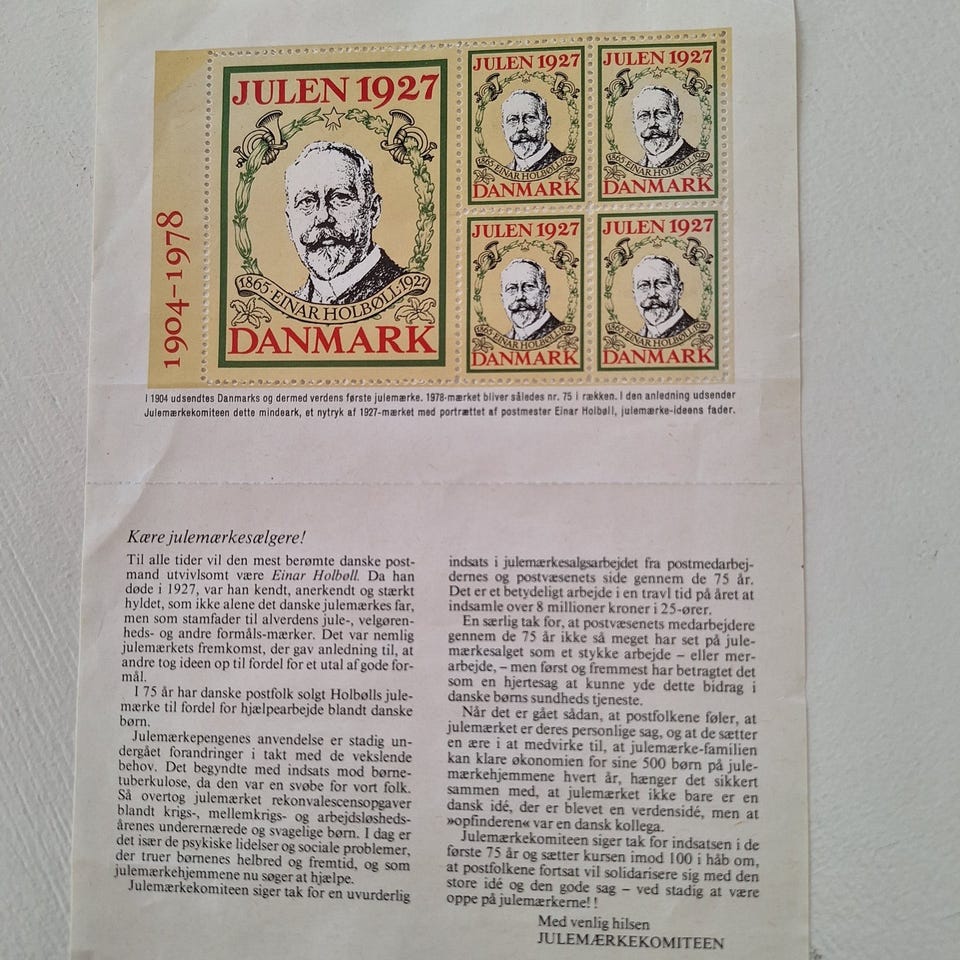 1904–1978
JULEN 1927
1865·EINAR HOLBØLL·1927
DANMARK
JULEN 1927
1865·EINAR HOLBØLL·1927
DANMARK
JULEN 1927
1865·EINAR HOLBØLL·1927
DANMARK
JULEN 1927
1865·EINAR HOLBØLL·1927
DANMARK
JULEN 1927
1865·EINAR HOLBØLL·1927
DANMARK
I 1904 udsendtes Danmarks og dermed verdens første julemærke. 1978-mærket bliver således nr. 75 i rækken. I den anledning udsender
Julemærkekomiteen dette mindeark, et nytryk af 1927-mærket med portrættet af postmester Einar Holbøll, julemærke-ideens fader.
Kære julemærkesælgere!
Til alle tider vil den mest berømte danske post-
mand utvivlsomt være Einar Holbøll. Da han
døde i 1927, var han kendt, anerkendt og stærkt
hyldet, som ikke alene det danske julemærkes far,
men som stamfader til alverdens jule-, velgøren-
heds- og andre formåls-mærker. Det var nemlig
julemærkets fremkomst, der gav anledning til, at
andre tog ideen op til fordel for et utal af gode for-
mål.
I 75 år har danske postfolk solgt Holbølls jule-
mærke til fordel for hjælpearbejde blandt danske
børn.
Julemærkepengenes anvendelse er stadig un-
dergået forandringer i takt med de vekslende
behov. Det begyndte med indsats mod børne-
tuberkulose, da den var en svøbe for vort folk.
Så overtog julemærket rekonvalescensopgaver
blandt krigs-, mellemkrigs- og arbejdsløsheds-
årenes underernærede og svagelige børn. I dag er
det især de psykiske lidelser og sociale problemer,
der truer børnenes helbred og fremtid, og som
julemærkehjemmene nu søger at hjælpe.
Julemærkekomiteen siger tak for en uvurderlig
indsats i julemærkesalgsarbejdet fra postmedarbej-
dernes og postvæsenets side gennem de 75 år.
Det er et betydeligt arbejde i en travl tid på året at
indsamle over 8 millioner kroner i 25-ører.
En særlig tak for, at postvæsenets medarbejdere
gennem de 75 år ikke så meget har set på jule-
mærkesalget som et stykke arbejde – eller mer-
arbejde, – men først og fremmest har betragtet det
som en hjertesag at kunne yde dette bidrag i
danske børns sundheds tjeneste.
Når det er gået sådan, at postfolkene føler, at
julemærket er deres personlige sag, og at de sætter
en ære i at medvirke til, at julemærke-familien
kan klare økonomien for sine 500 børn på jule-
mærkehjemmene hvert år, hænger det sikkert
sammen med, at julemærket ikke bare er en
dansk idé, der er blevet en verdensidé, men at
»opfinderen« var en dansk kollega.
Julemærkekomiteen siger tak for indsatsen i de
første 75 år og sætter kursen imod 100 i håb om,
at postfolkene fortsat vil solidarisere sig med den
store idé og den gode sag – ved stadig at være
oppe på julemærkerne!!
Med venlig hilsen
JULEMÆRKEKOMITEEN